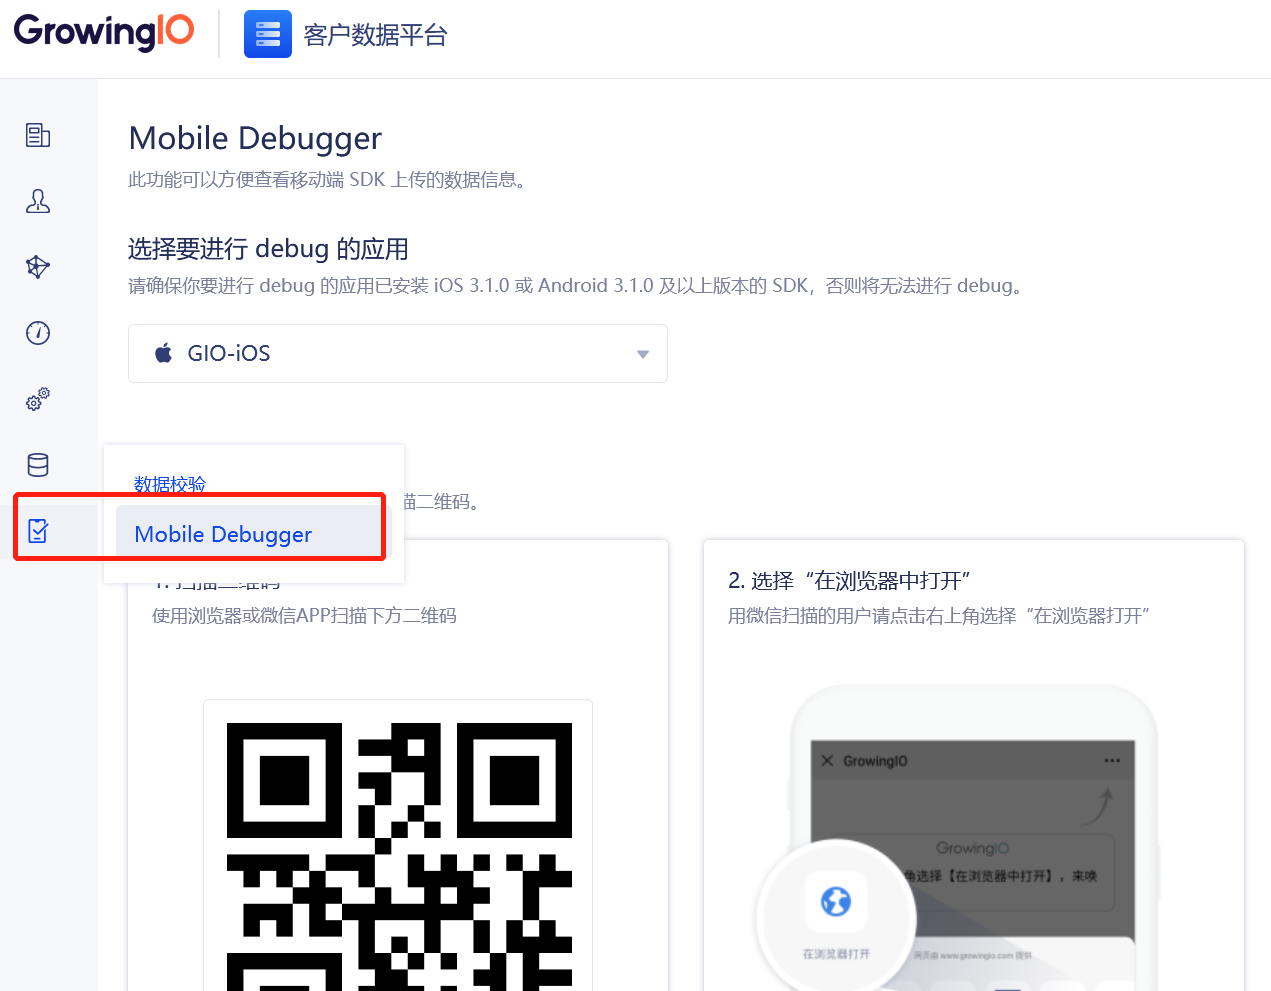 GrowingIO
客户数据平台
Mobile Debugger
此功能可以方便查看移动端 SDK 上传的数据信息。
选择要进行 debug 的应用
请确保你要进行 debug 的应用已安装 iOS 3.1.0 或 Android 3.1.0 及以上版本的 SDK，否则将无法进行 debug。
GIO-iOS
数据校验
描二维码。
Mobile Debugger
1. 扫描二维码
使用浏览器或微信APP扫描下方二维码
2. 选择“在浏览器中打开”
用微信扫描的用户请点击右上角选择“在浏览器打开”
GrowingIO
GrowingIO
角选择【在浏览器中打开】，来唤
在浏览器打开
网页由 www.growingio.com 提供